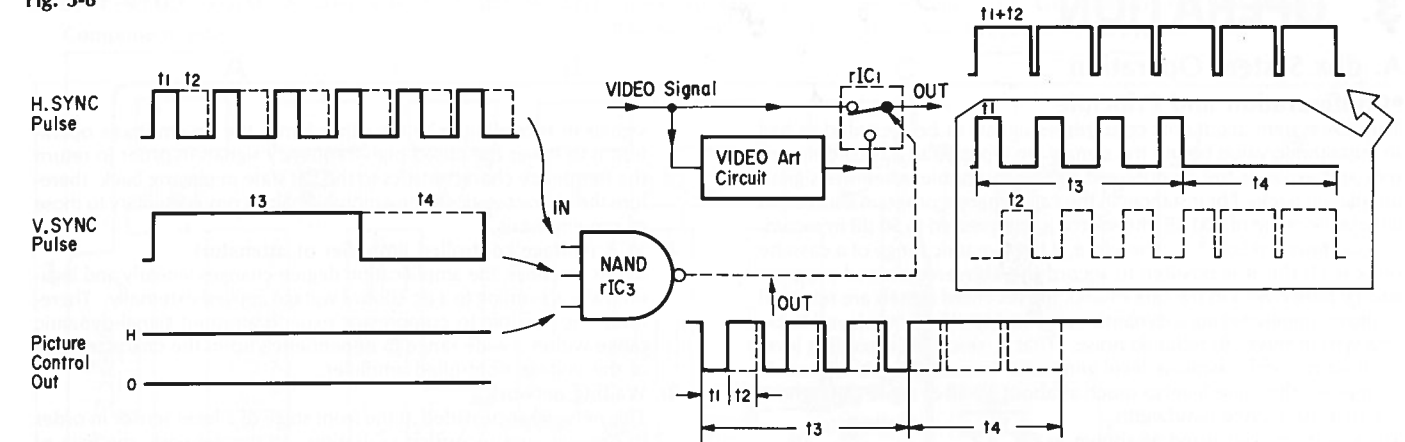 Fig. 3-8
t1 t2
H.SYNC
Pulse
t3 t4
V.SYNC
Pulse
H
Picture
Control
Out
0
IN
NAND
rIC3
OUT
VIDEO Signal
rIC1
OUT
VIDEO Art
Circuit
t1+t2
t1
t3 t4
t2
t1 t2
t3 t4